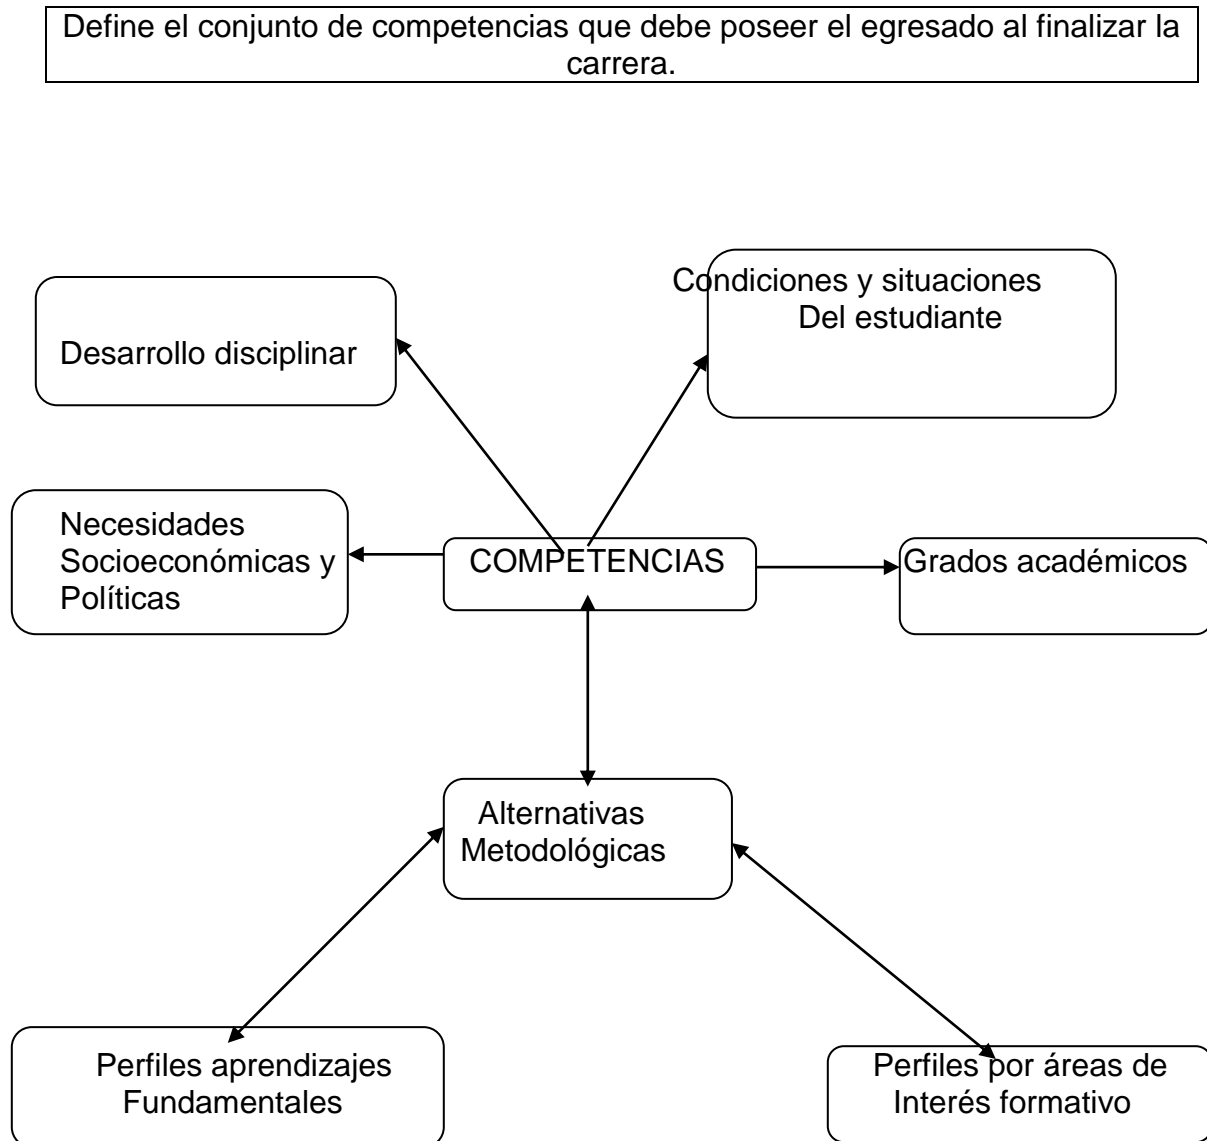 Define el conjunto de competencias que debe poseer el egresado al finalizar la
carrera.
Condiciones y situaciones
Del estudiante
Desarrollo disciplinar
Necesidades
Socioeconómicas y
Políticas
COMPETENCIAS
Grados académicos
Alternativas
Metodológicas
Perfiles aprendizajes
Fundamentales
Perfiles por áreas de
Interés formativo